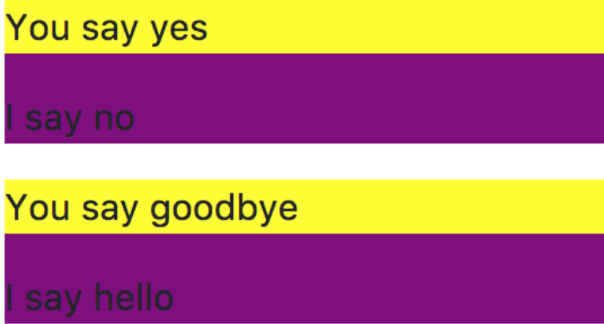 You say yes
I say no
You say goodbye
I say hello